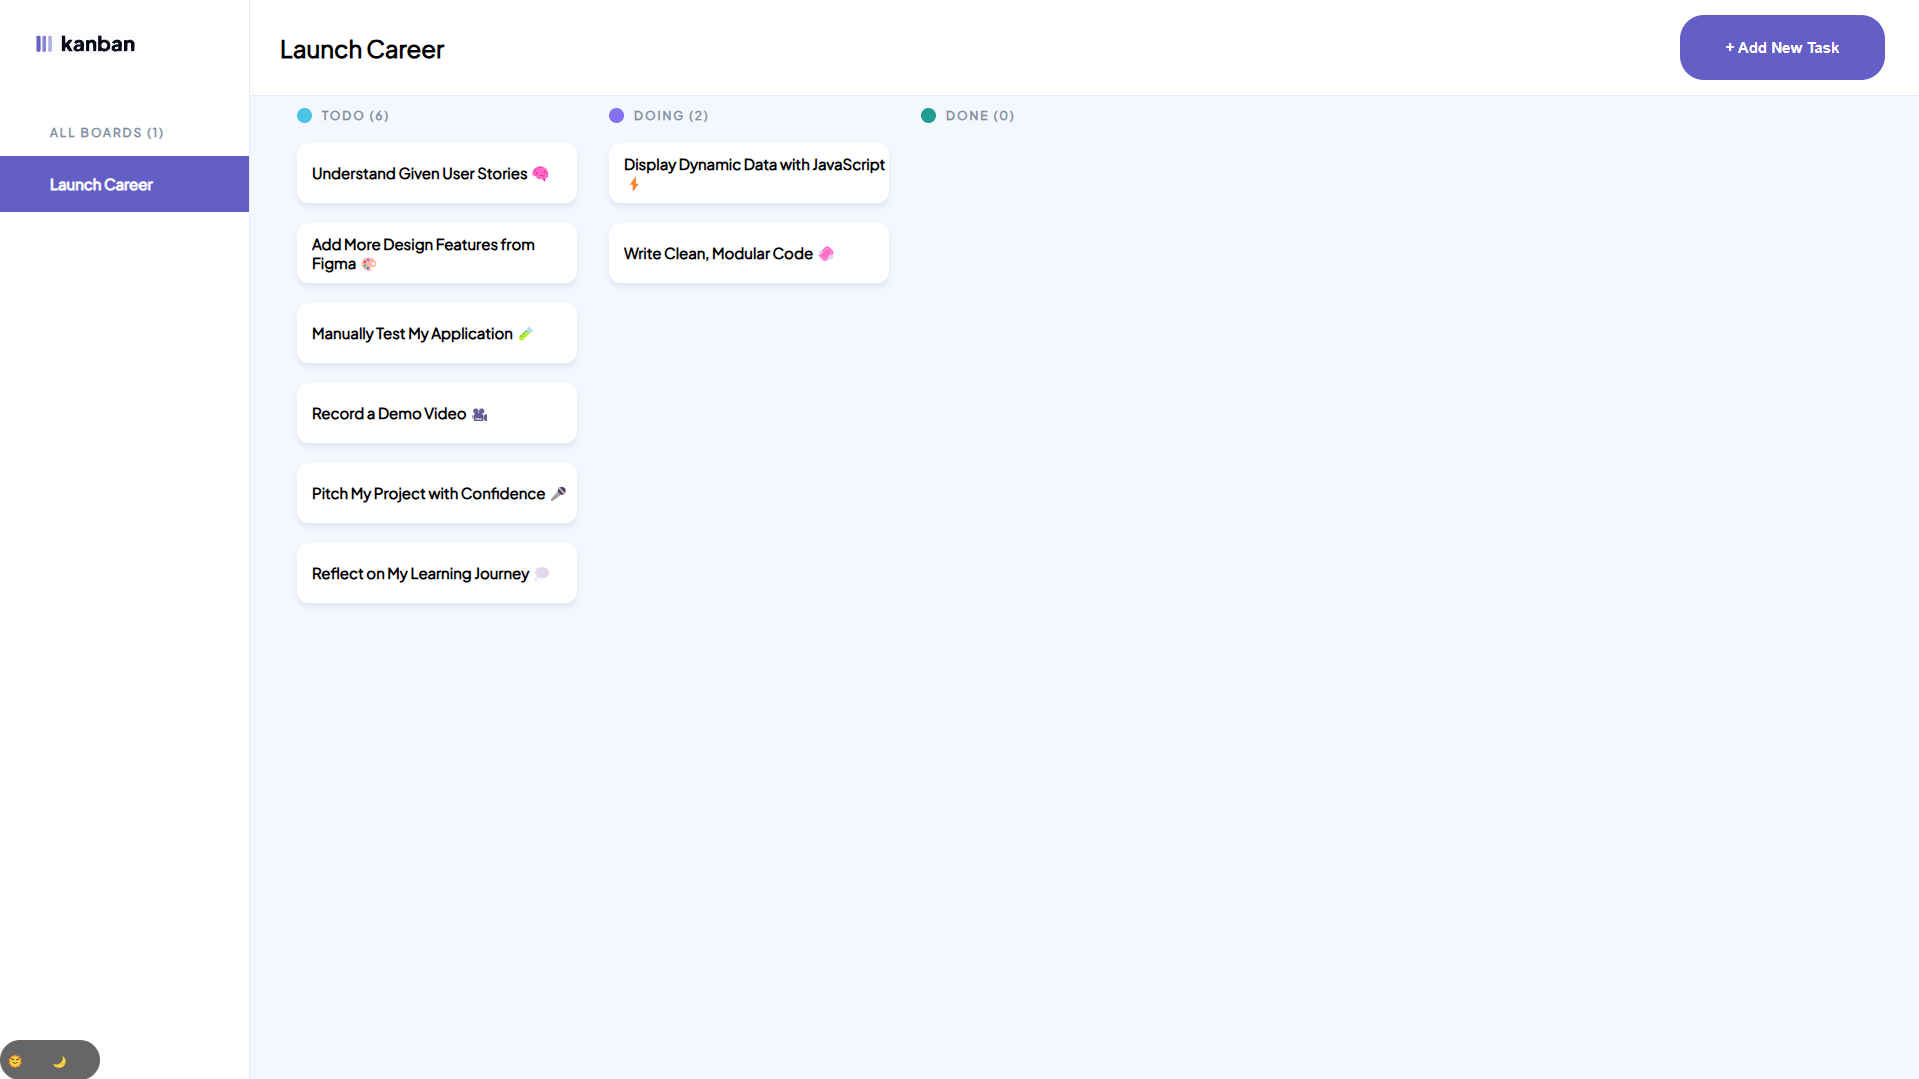 kanban
ALL BOARDS (1)
Launch Career
Launch Career
+ Add New Task
TODO (6)
Understand Given User Stories 🧠
Add More Design Features from
Figma 🎨
Manually Test My Application 🧪
Record a Demo Video 🎥
Pitch My Project with Confidence 🎤
Reflect on My Learning Journey 💭
DOING (2)
Display Dynamic Data with JavaScript
⚡
Write Clean, Modular Code 🧼
DONE (0)
🌞 🌙